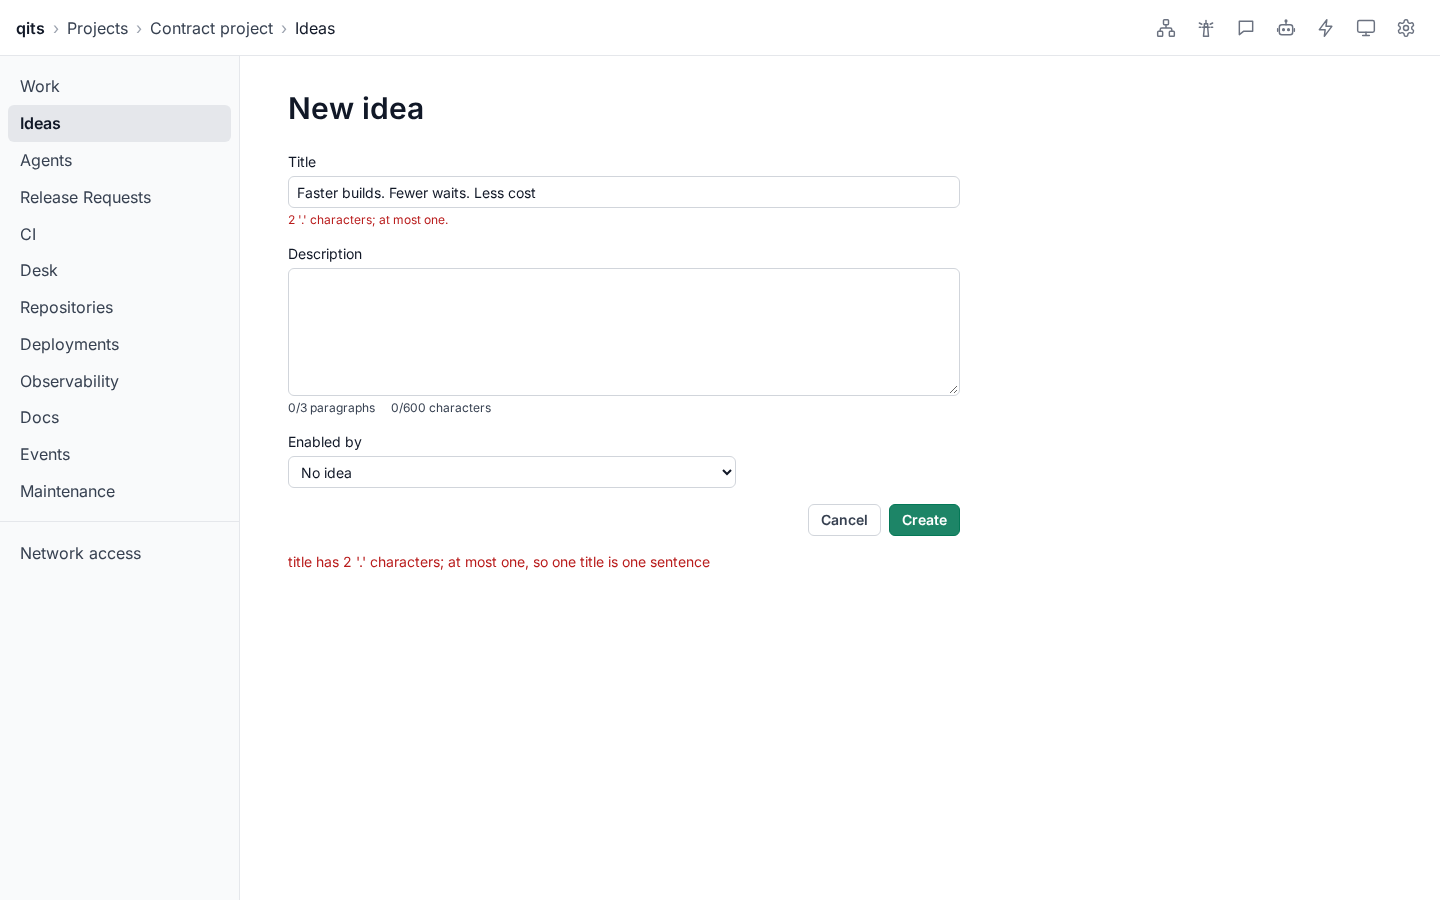 qits › Projects › Contract project › Ideas
Work
Ideas
Agents
Release Requests
CI
Desk
Repositories
Deployments
Observability
Docs
Events
Maintenance
Network access
New idea
Title
Faster builds. Fewer waits. Less cost
2 '.' characters; at most one.
Description
0/3 paragraphs 0/600 characters
Enabled by
No idea
Cancel Create
title has 2 '.' characters; at most one, so one title is one sentence